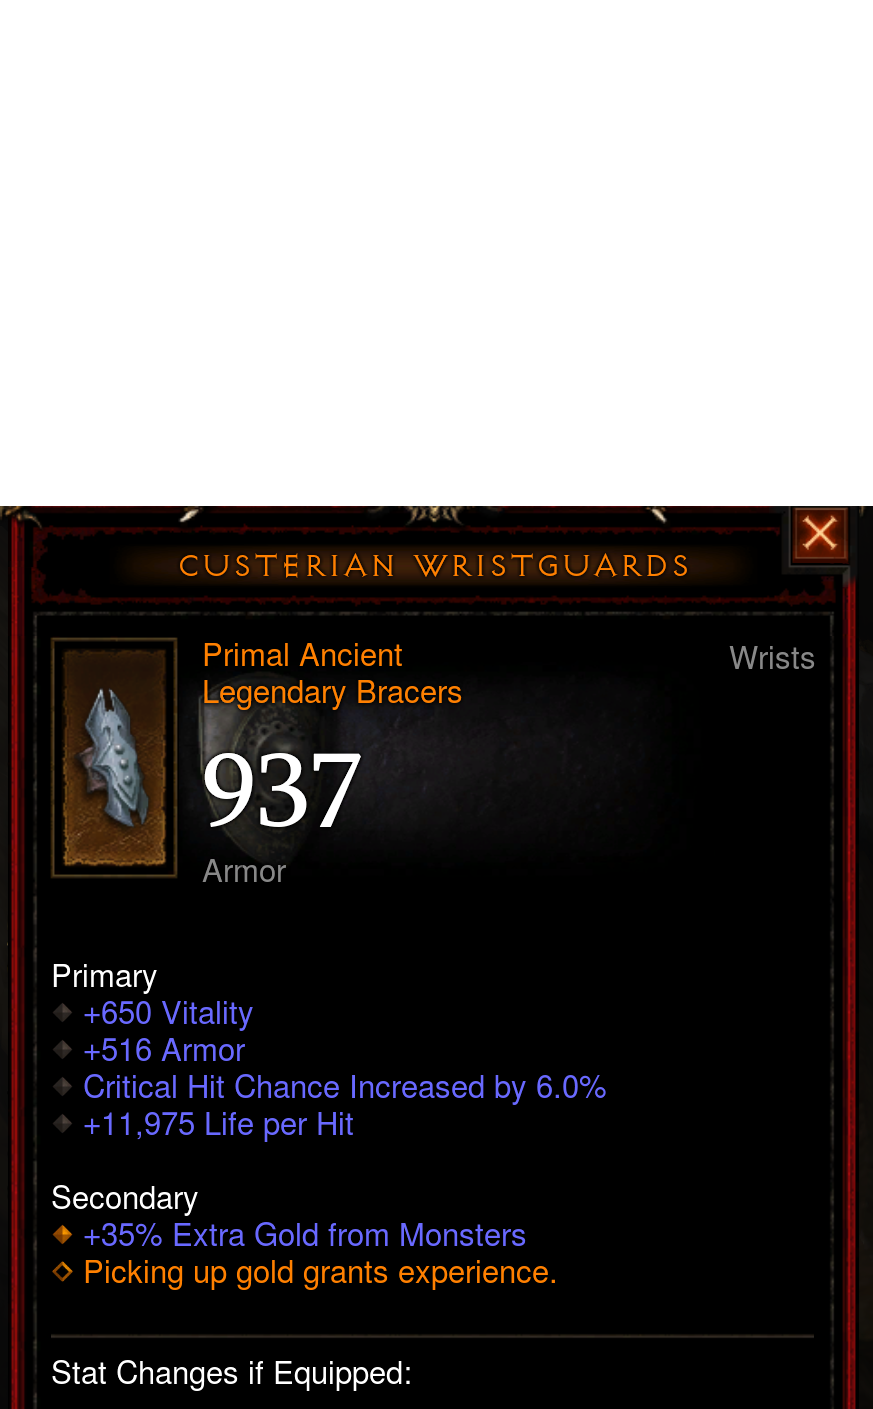 CUSTERIAN WRISTGUARDS
Primal Ancient
Legendary Bracers
Wrists
937
Armor
Primary
+650 Vitality
+516 Armor
Critical Hit Chance Increased by 6.0%
+11,975 Life per Hit
Secondary
+35% Extra Gold from Monsters
Picking up gold grants experience.
Stat Changes if Equipped: